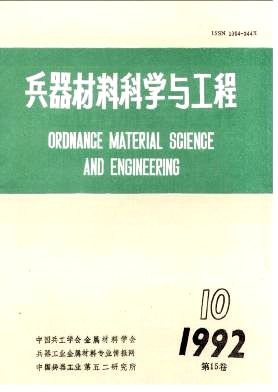 ISSN 1004-244X
兵器材料科学与工程
ORDNANCE MATERIAL SCIENCE
AND ENGINEERING
10
1992
第15卷
中国兵工学会金属材料学会
兵器工业金属材料专业情报网
中国兵器工业第五二研究所